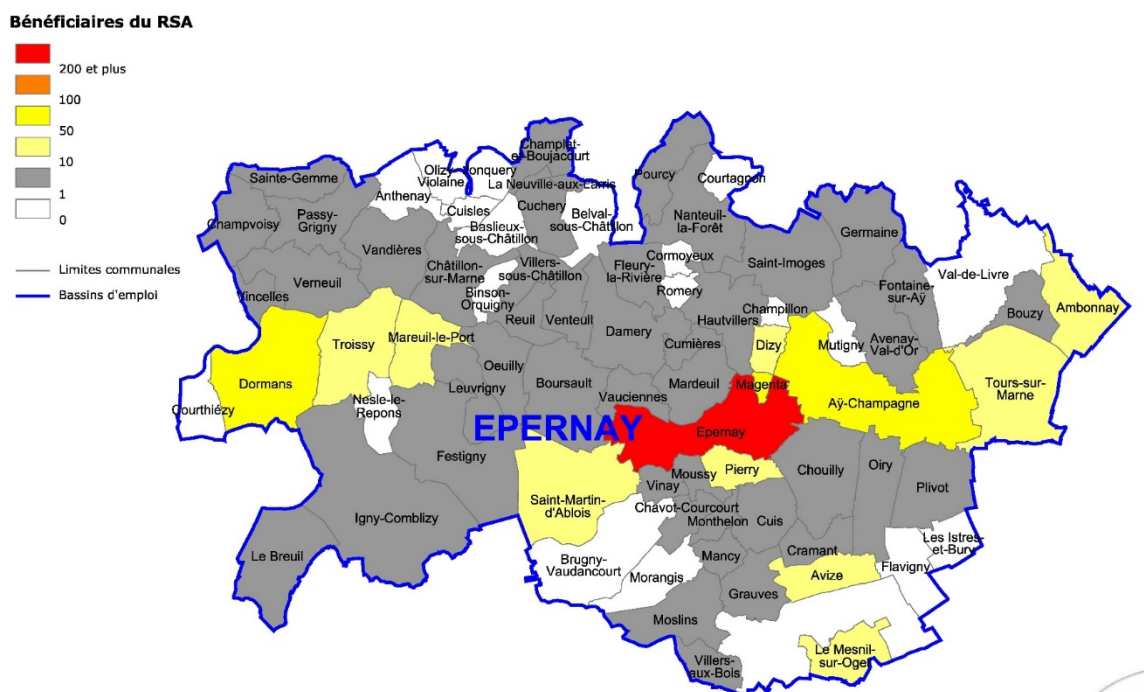 Bénéficiaires du RSA
200 et plus
100
50
10
1
0
Limites communales
Bassins d'emploi
Champlat-
et-Boujacourt
Olizy-
Violaine
Jonquery
La Neuville-aux-Larris
Pourcy
Courtagnon
Sainte-Gemme
Anthenay
Cuisles
Cuchery
Belval-
sous-Châtillon
Champvoisy
Passy-
Grigny
Baslieux-
sous-Châtillon
Nanteuil-
la-Forêt
Germaine
Vandières
Châtillon-
sur-Marne
Villers-
sous-Châtillon
Fleury-
la-Rivière
Cormoyeux
Saint-Imoges
Val-de-Livre
Verneuil
Vincelles
Binson-
Orquigny
Romery
Fontaine-
sur-Aÿ
Ambonnay
Reuil
Venteuil
Damery
Hautvillers
Champillon
Bouzy
Troissy
Mareuil-le-Port
Cumières
Dizy
Mutigny
Avenay-
Val-d'Or
Oeuilly
Dormans
Leuvrigny
Boursault
Mardeuil
Magenta
Tours-sur-
Marne
Courthiézy
Nesle-le-
Repons
Vauciennes
Aÿ-Champagne
EPERNAY
Epernay
Festigny
Moussy
Pierry
Chouilly
Oiry
Plivot
Vinay
Saint-Martin-
d'Ablois
Chavot-Courcourt
Monthelon
Cuis
Igny-Comblizy
Les Istres-
et-Bury
Le Breuil
Brugny-
Vaudancourt
Mancy
Cramant
Flavigny
Morangis
Avize
Grauves
Moslins
Le Mesnil-
sur-Oger
Villers-
aux-Bois